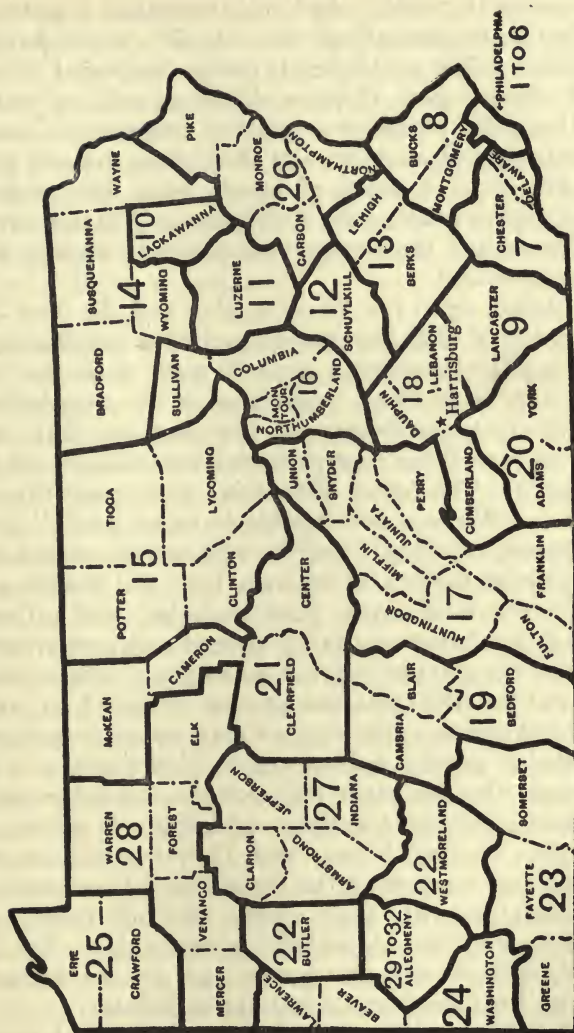 ERIE
25
CRAWFORD
MERCER
VENANGO
WARREN
28
FOREST
McKEAN
ELK
CAMERON
POTTER
15
CLINTON
TIOGA
LYCOMING
BRADFORD
SULLIVAN
SUSQUEHANNA
14
WYOMING
WAYNE
10
LACKAWANNA
PIKE
MONROE
26
CARBON
NORTHAMPTON
LUZERNE
11
COLUMBIA
MONTOUR
16
NORTHUMBERLAND
12
SCHUYLKILL
LEHIGH
13
BERKS
BUCKS
8
MONTGOMERY
←PHILADELPHIA
1 TO 6
DELAWARE
CHESTER
7
LANCASTER
9
LEBANON
18
DAUPHIN
★Harrisburg
YORK
20
ADAMS
CUMBERLAND
PERRY
JUNIATA
MIFFLIN
SNYDER
UNION
CENTER
HUNTINGDON
17
FRANKLIN
FULTON
21
CLEARFIELD
BLAIR
CAMBRIA
19
BEDFORD
SOMERSET
JEFFERSON
27
INDIANA
CLARION
ARMSTRONG
22
BUTLER
LAWRENCE
BEAVER
29 TO 32
ALLEGHENY
22
WESTMORELAND
24
WASHINGTON
GREENE
FAYETTE
23